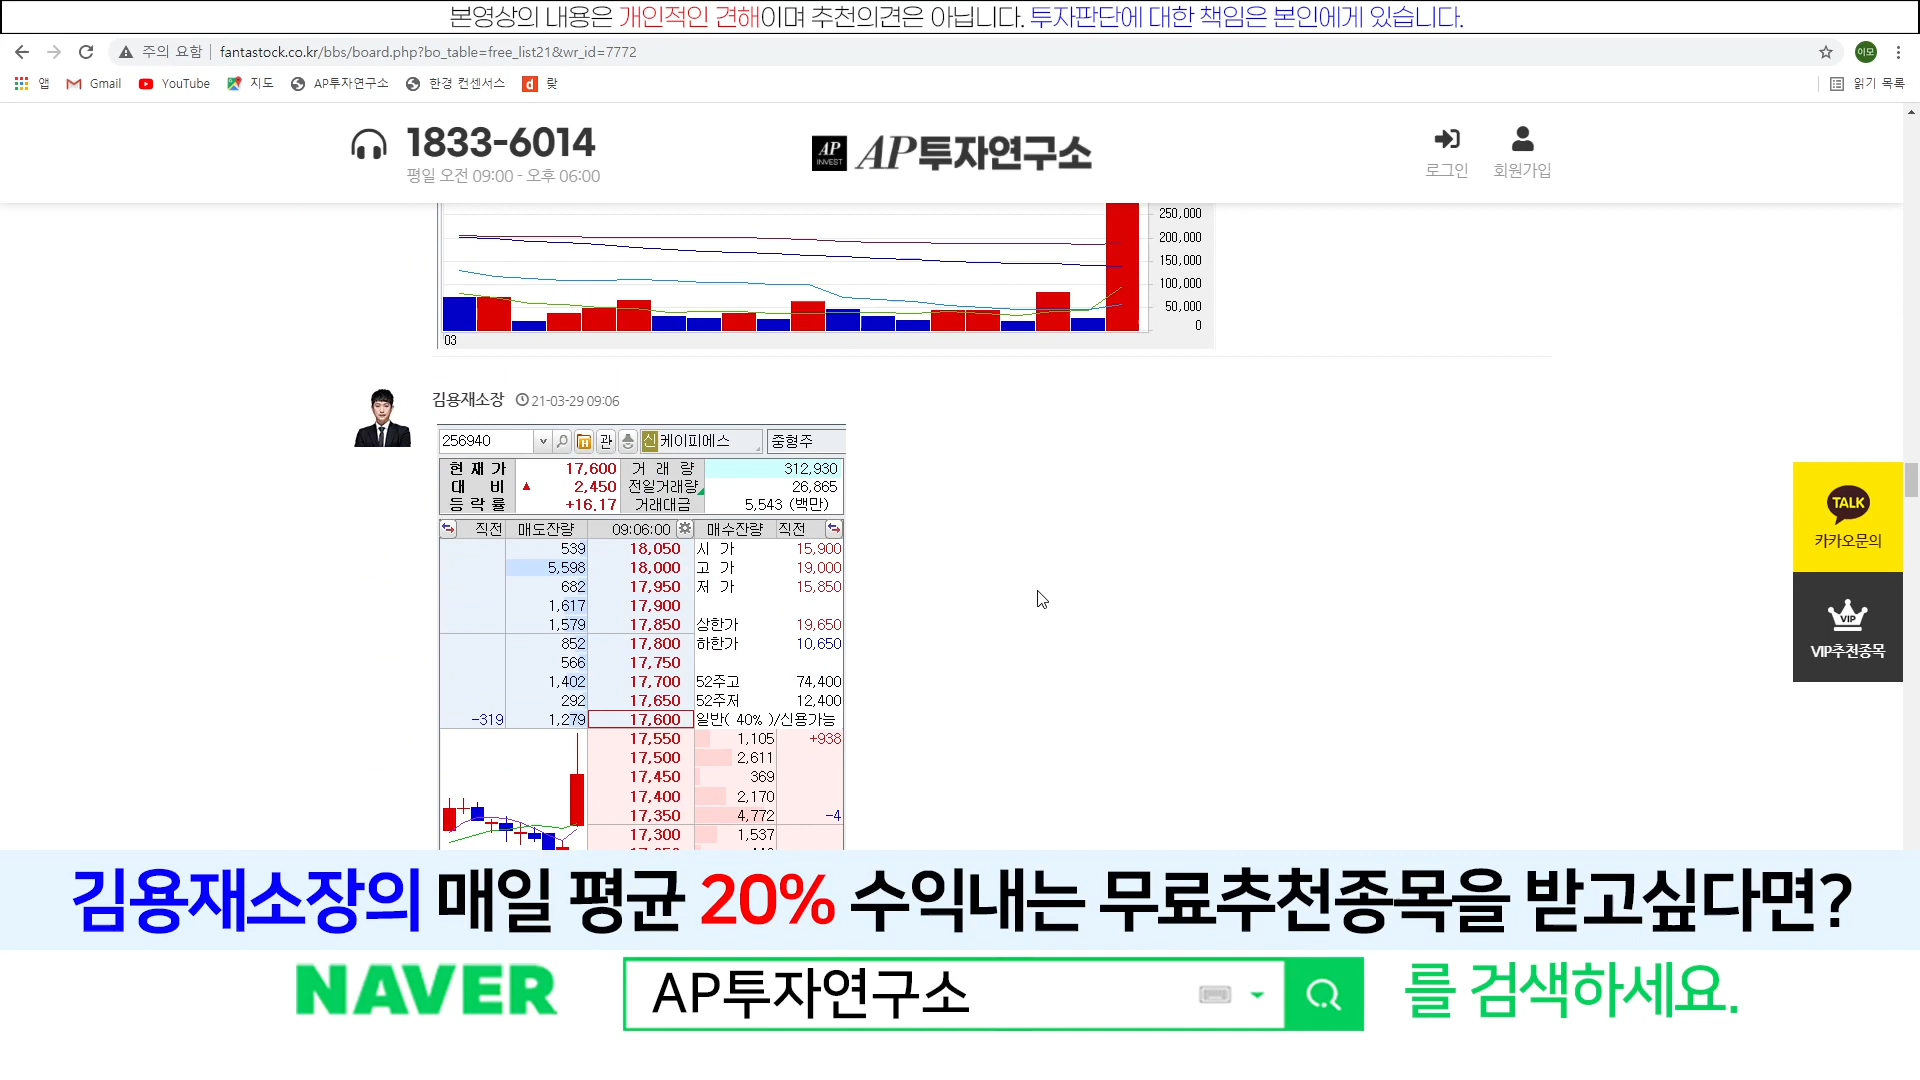 본영상의 내용은 개인적인 견해이며 추천의견은 아닙니다. 투자판단에 대한 책임은 본인에게 있습니다.
주의 요함 fantastock.co.kr/bbs/board.php?bo_table=free_list21&wr_id=7772 이모
앱 Gmail YouTube 지도 AP투자연구소 한경 컨센서스 d 랒 읽기 목록
1833-6014
평일 오전 09:00 - 오후 06:00
AP INVEST AP투자연구소
로그인 회원가입
250,000
200,000
150,000
100,000
50,000
0
03
김용재소장 21-03-29 09:06
256940 관 신 케이피에스 중형주
현재가 17,600 거래량 312,930
대비 ▲ 2,450 전일거래량 26,865
등락률 +16.17 거래대금 5,543 (백만)
직전 매도잔량 09:06:00 매수잔량 직전
539 18,050 시가 15,900
5,598 18,000 고가 19,000
682 17,950 저가 15,850
1,617 17,900
1,579 17,850 상한가 19,650
852 17,800 하한가 10,650
566 17,750
1,402 17,700 52주고 74,400
292 17,650 52주저 12,400
-319 1,279 17,600 일반( 40% )/신용가능
17,550 1,105 +938
17,500 2,611
17,450 369
17,400 2,170
17,350 4,772 -4
17,300 1,537
TALK
카카오문의
VIP
VIP추천종목
김용재소장의 매일 평균 20% 수익내는 무료추천종목을 받고싶다면?
NAVER AP투자연구소 를 검색하세요.